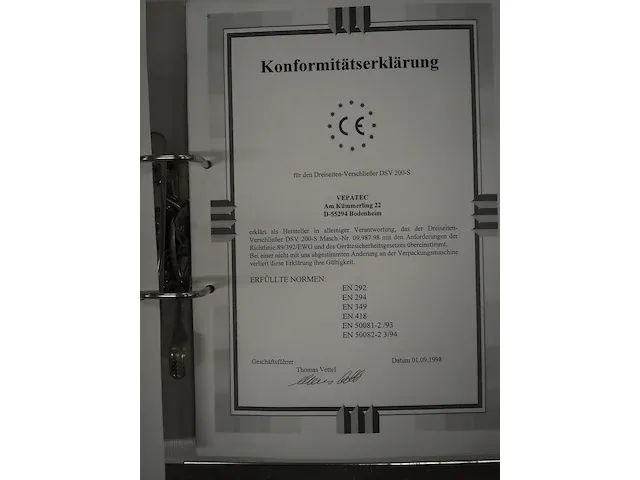 Konformitätserklärung
CE
für den Dreiseiten-Verschließer DSV 200-S
VEPATEC
Am Kümmerling 22
D-55294 Bodenheim
erklärt als Hersteller in alleiniger Verantwortung, daß der Dreiseiten-
Verschließer DSV 200-S Masch.-Nr. 09.987.98 mit den Anforderungen der
Richtlinie 89/392/EWG und des Gerätesicherheitsgesetzes übereinstimmt.
Bei einer nicht mit uns abgestimmten Änderung an der Verpackungsmaschine
verliert diese Erklärung ihre Gültigkeit.
ERFÜLLTE NORMEN:
EN 292
EN 294
EN 349
EN 418
EN 50081-2 /93
EN 50082-2 3/94
Geschäftsführer Datum 01.09.1998
Thomas Vettel